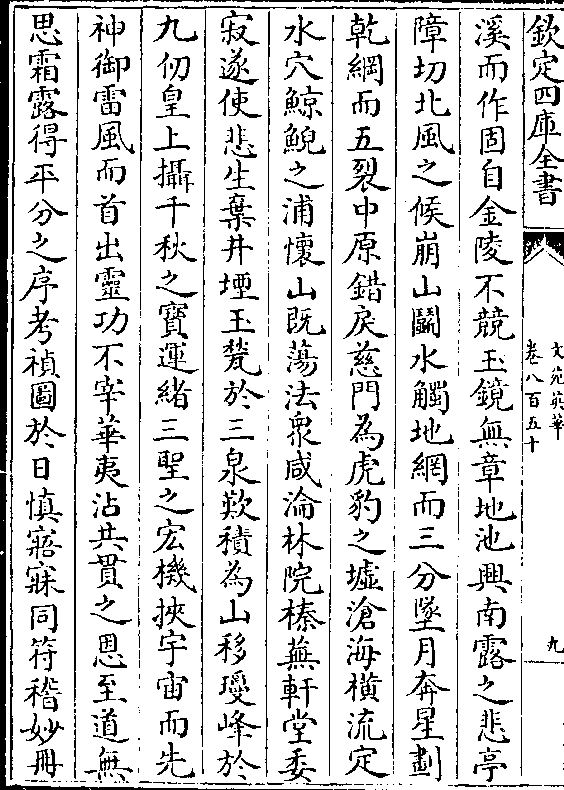 欽定四庫全書
文苑英華
卷八百五十
九
溪而作固自金陵不競玉鏡無章地池興南露之悲亭
障切北風之候崩山鬭水觸地網而三分墜月奔星劃
乾綱而五裂中原錯戾慈門為虎豹之墟滄海橫流定
水穴鯨鯢之浦懷山既蕩法衆咸淪林院榛蕪軒堂委
寂遂使悲生棄井堙玉甃於三泉歎積為山移瓊峰於
九仞皇上攝千秋之寶運緒三聖之宏機挾宇宙而先
神御雷風而首出靈功不宰華夷沾共貫之恩至道無
思霜露得平分之序考禎圖於日慎寤寐同符稽妙冊